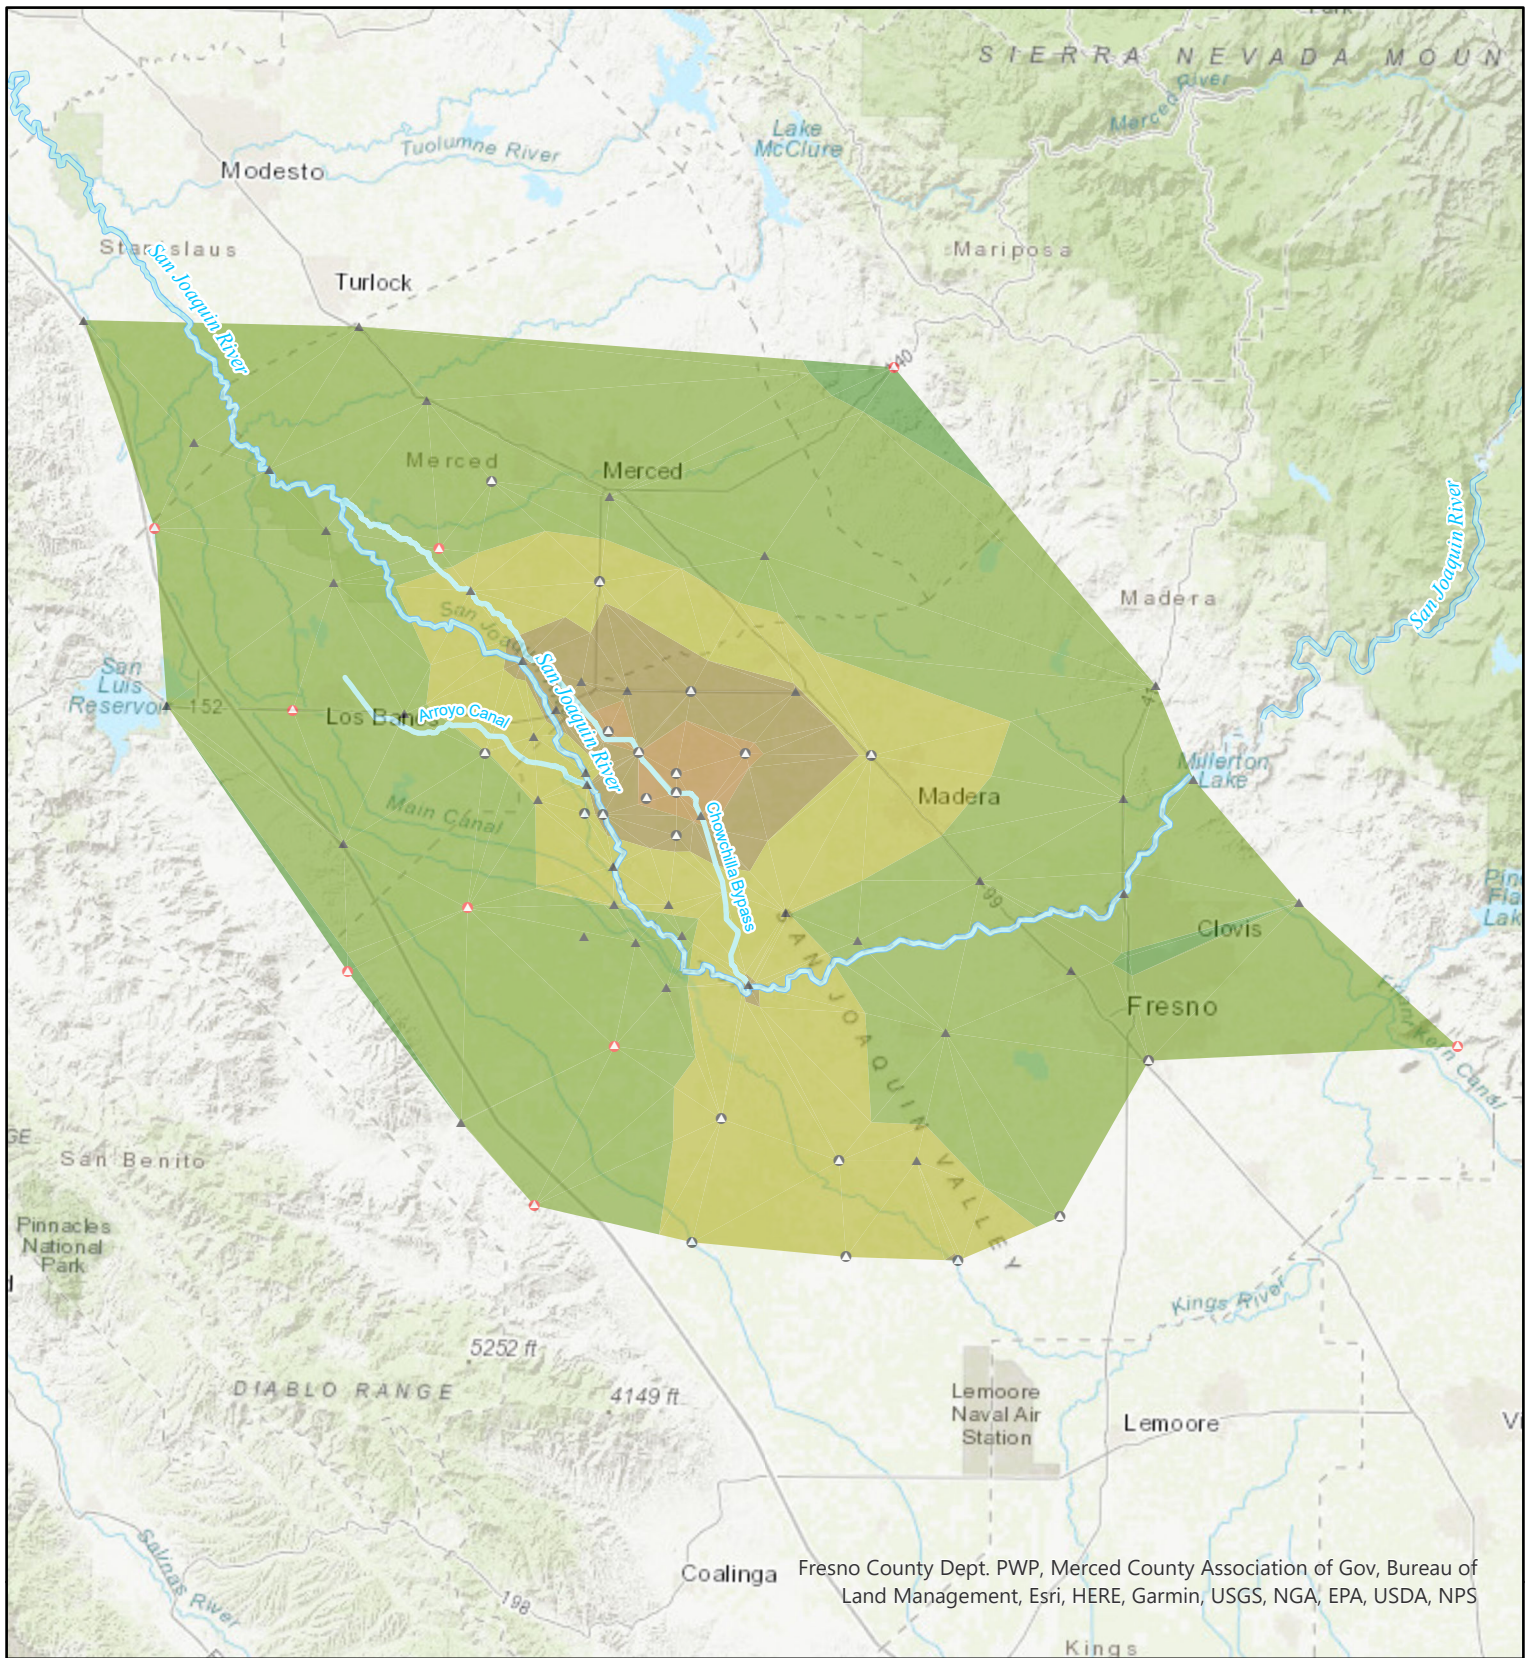 SIERRA NEVADA MOUN
Merced River
Lake
McClure
Tuolumne River
Modesto
Stanislaus
Mariposa
San Joaquin River
Turlock
140
Merced
Merced
San Joaquin River
Madera
San
Luis
Reservoir
152
Los Banos
Arroyo Canal
San Joaquin River
41
Millerton
Lake
Main Canal
Madera
Chowchilla Bypass
99
Clovis
SAN JOAQUIN VALLEY
Fresno
Friant-Kern Canal
San Benito
Pinnacles
National
Park
Kings River
5252 ft
DIABLO RANGE
4149 ft
Lemoore
Naval Air
Station
Lemoore
Salinas River
Coalinga
198
Fresno County Dept. PWP, Merced County Association of Gov, Bureau of
Land Management, Esri, HERE, Garmin, USGS, NGA, EPA, USDA, NPS
Kings